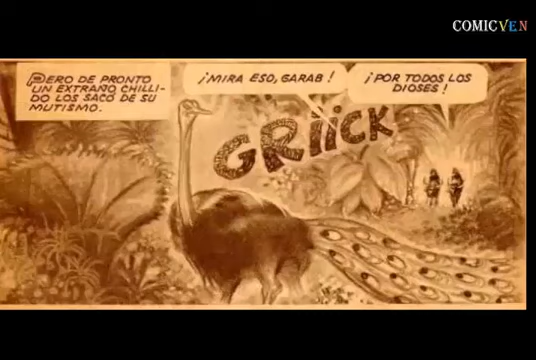 COMICVEN
PERO DE PRONTO
UN EXTRAÑO CHILLI-
DO LOS SACÓ DE SU
MUTISMO.
¡MIRA ESO, GARAB!
¡POR TODOS LOS
DIOSES!
GRIIICK